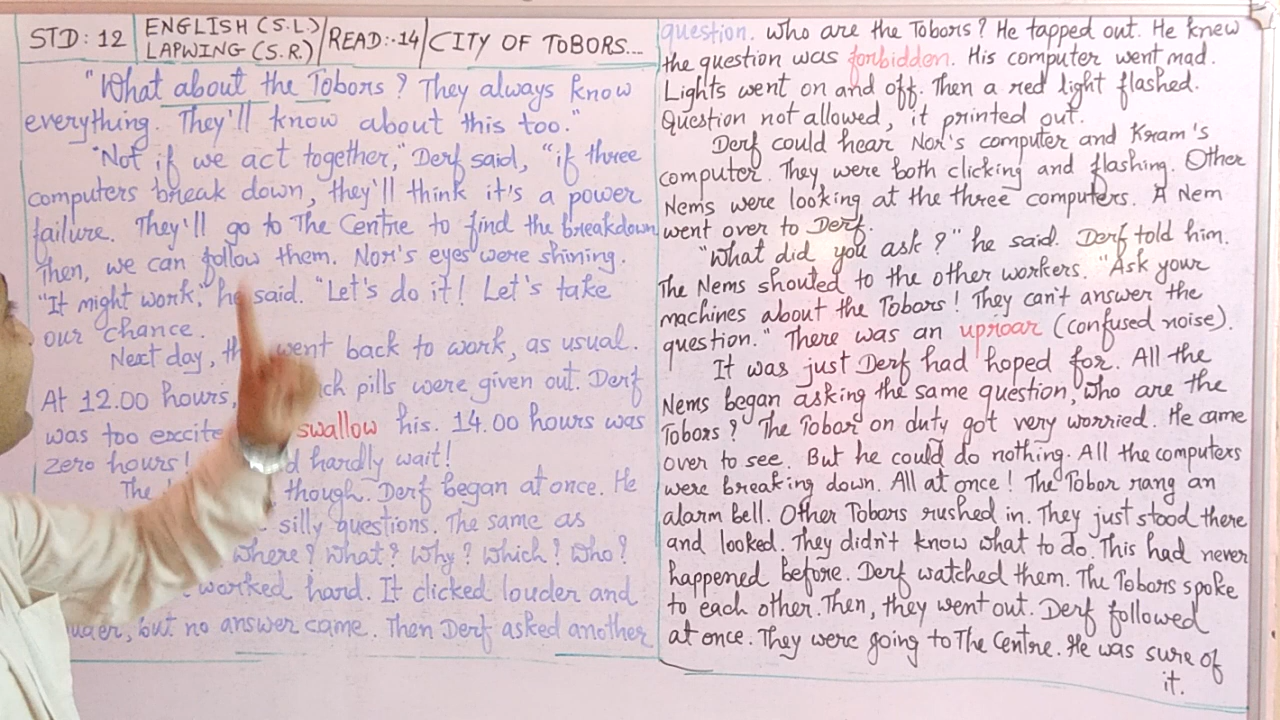 STD: 12
ENGLISH (S.L.)
LAPWING (S.R.)
READ:-14
CITY OF TOBORS...
"What about the Tobors? They always know
everything. They'll know about this too."
"Not if we act together," Derf said, "if three
computers break down, they'll think it's a power
failure. They'll go to The Centre to find the breakdown
Then, we can follow them. Nor's eyes were shining.
"It might work," he said. "Let's do it! Let's take
our chance.
Next day, went back to work, as usual.
At 12.00 hours, pills were given out. Derf
was too swallow his. 14.00 hours was
zero hours! hardly wait!
The though. Derf began at once. He
silly questions. The same as
where? What? Why? Which? Who?
worked hard. It clicked louder and
but no answer came. Then Derf asked another
question. Who are the Tobors? He tapped out. He knew
the question was forbidden. His computer went mad.
Lights went on and off. Then a red light flashed.
Question not allowed, it printed out.
Derf could hear Nor's computer and Kram's
computer. They were both clicking and flashing. Other
Nems were looking at the three computers. A Nem
went over to Derf.
"What did you ask?" he said. Derf told him.
The Nems shouted to the other workers. "Ask your
machines about the Tobors! They can't answer the
question." There was an uproar (confused noise).
It was just Derf had hoped for. All the
Nems began asking the same question, Who are the
Tobors? The Tobar on duty got very worried. He came
over to see. But he could do nothing. All the computers
were breaking down. All at once! The Tobor rang an
alarm bell. Other Tobors rushed in. They just stood there
and looked. They didn't know what to do. This had never
happened before. Derf watched them. The Tobors spoke
to each other. Then, they went out. Derf followed
at once. They were going to The Centre. He was sure of
it.